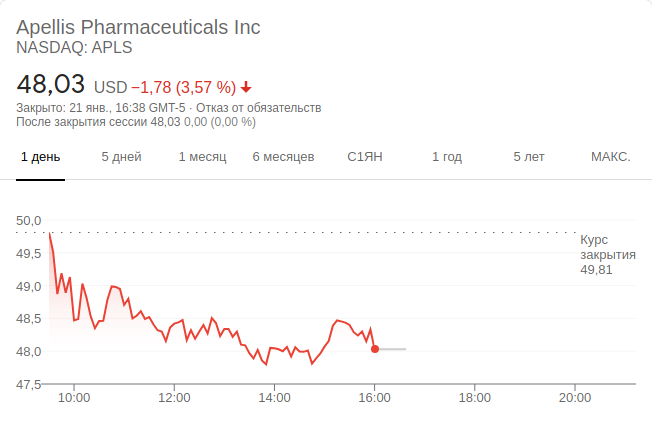 Apellis Pharmaceuticals Inc
NASDAQ: APLS
48,03 USD −1,78 (3,57 %)
Закрыто: 21 янв., 16:38 GMT-5 · Отказ от обязательств
После закрытия сессии 48,03 0,00 (0,00 %)
1 день 5 дней 1 месяц 6 месяцев С1ЯН 1 год 5 лет МАКС.
50,0
Курс
закрытия
49,81
49,5
49,0
48,5
48,0
47,5
10:00 12:00 14:00 16:00 18:00 20:00